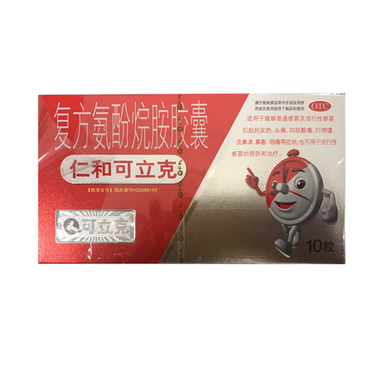 复方氨酚烷胺胶囊
仁和可立克
可立克
OTC
适用于缓解普通感冒及流行性感冒
引起的发热、头痛、四肢酸痛、打喷嚏、
流鼻涕、鼻塞、咽痛等症状，也可用于流行性
感冒的预防和治疗。
10粒